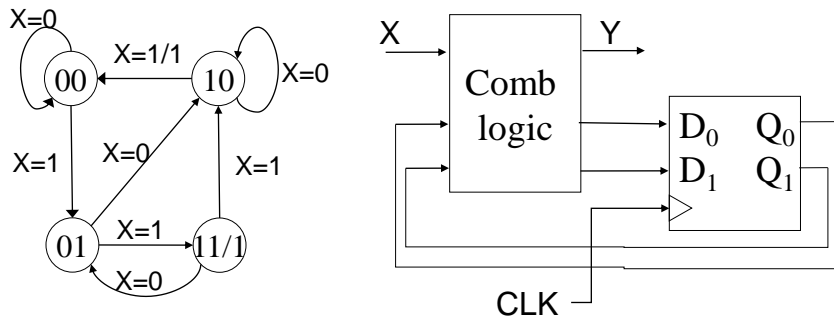 X=0
X=1/1
00
10
X=0
X=1
X=0
X=1
01
X=1
11/1
X=0
X
Y
Comb
logic
D0 Q0
D1 Q1
CLK